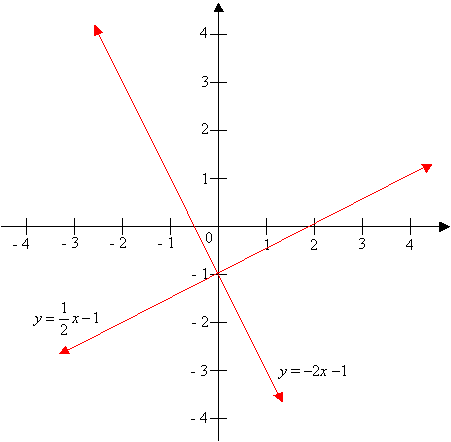 4
3
2
1
- 4 - 3 - 2 - 1 0 1 2 3 4
- 1
y = 1/2 x − 1
- 2
- 3
y = −2x − 1
- 4